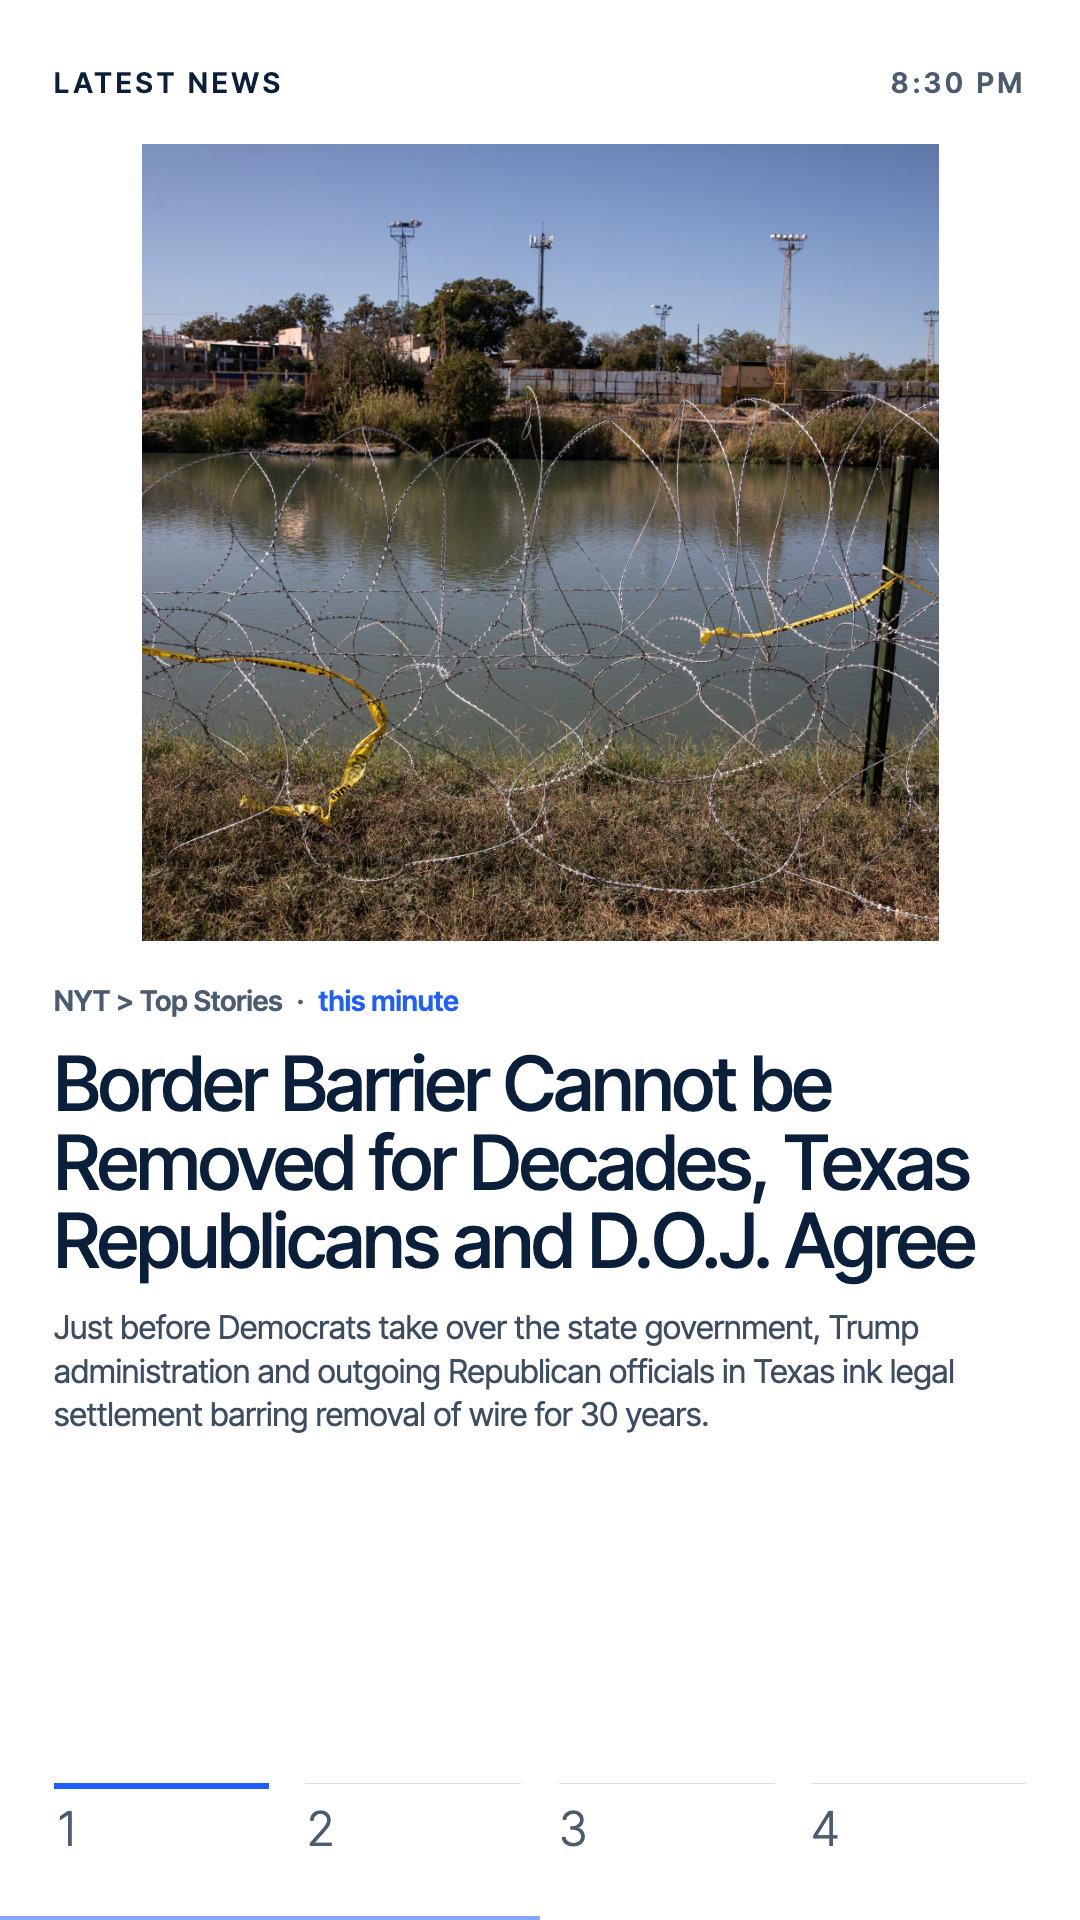 LATEST NEWS
8:30 PM
NYT > Top Stories · this minute
Border Barrier Cannot be
Removed for Decades, Texas
Republicans and D.O.J. Agree
Just before Democrats take over the state government, Trump
administration and outgoing Republican officials in Texas ink legal
settlement barring removal of wire for 30 years.
1
2
3
4